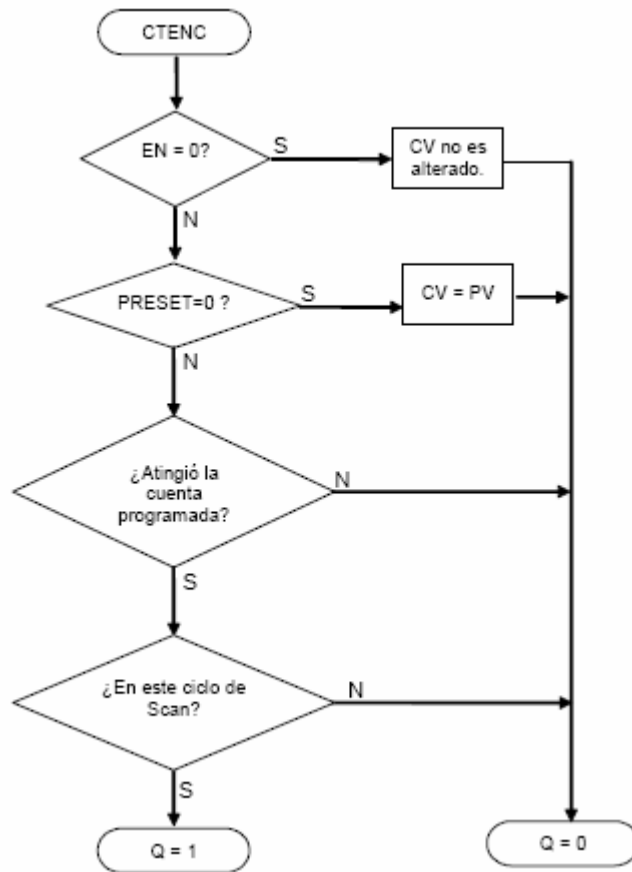 CTENC
EN = 0?
S
CV no es
alterado.
N
PRESET=0 ?
S
CV = PV
N
¿Atingió la
cuenta
programada?
N
S
¿En este ciclo de
Scan?
N
S
Q = 1
Q = 0